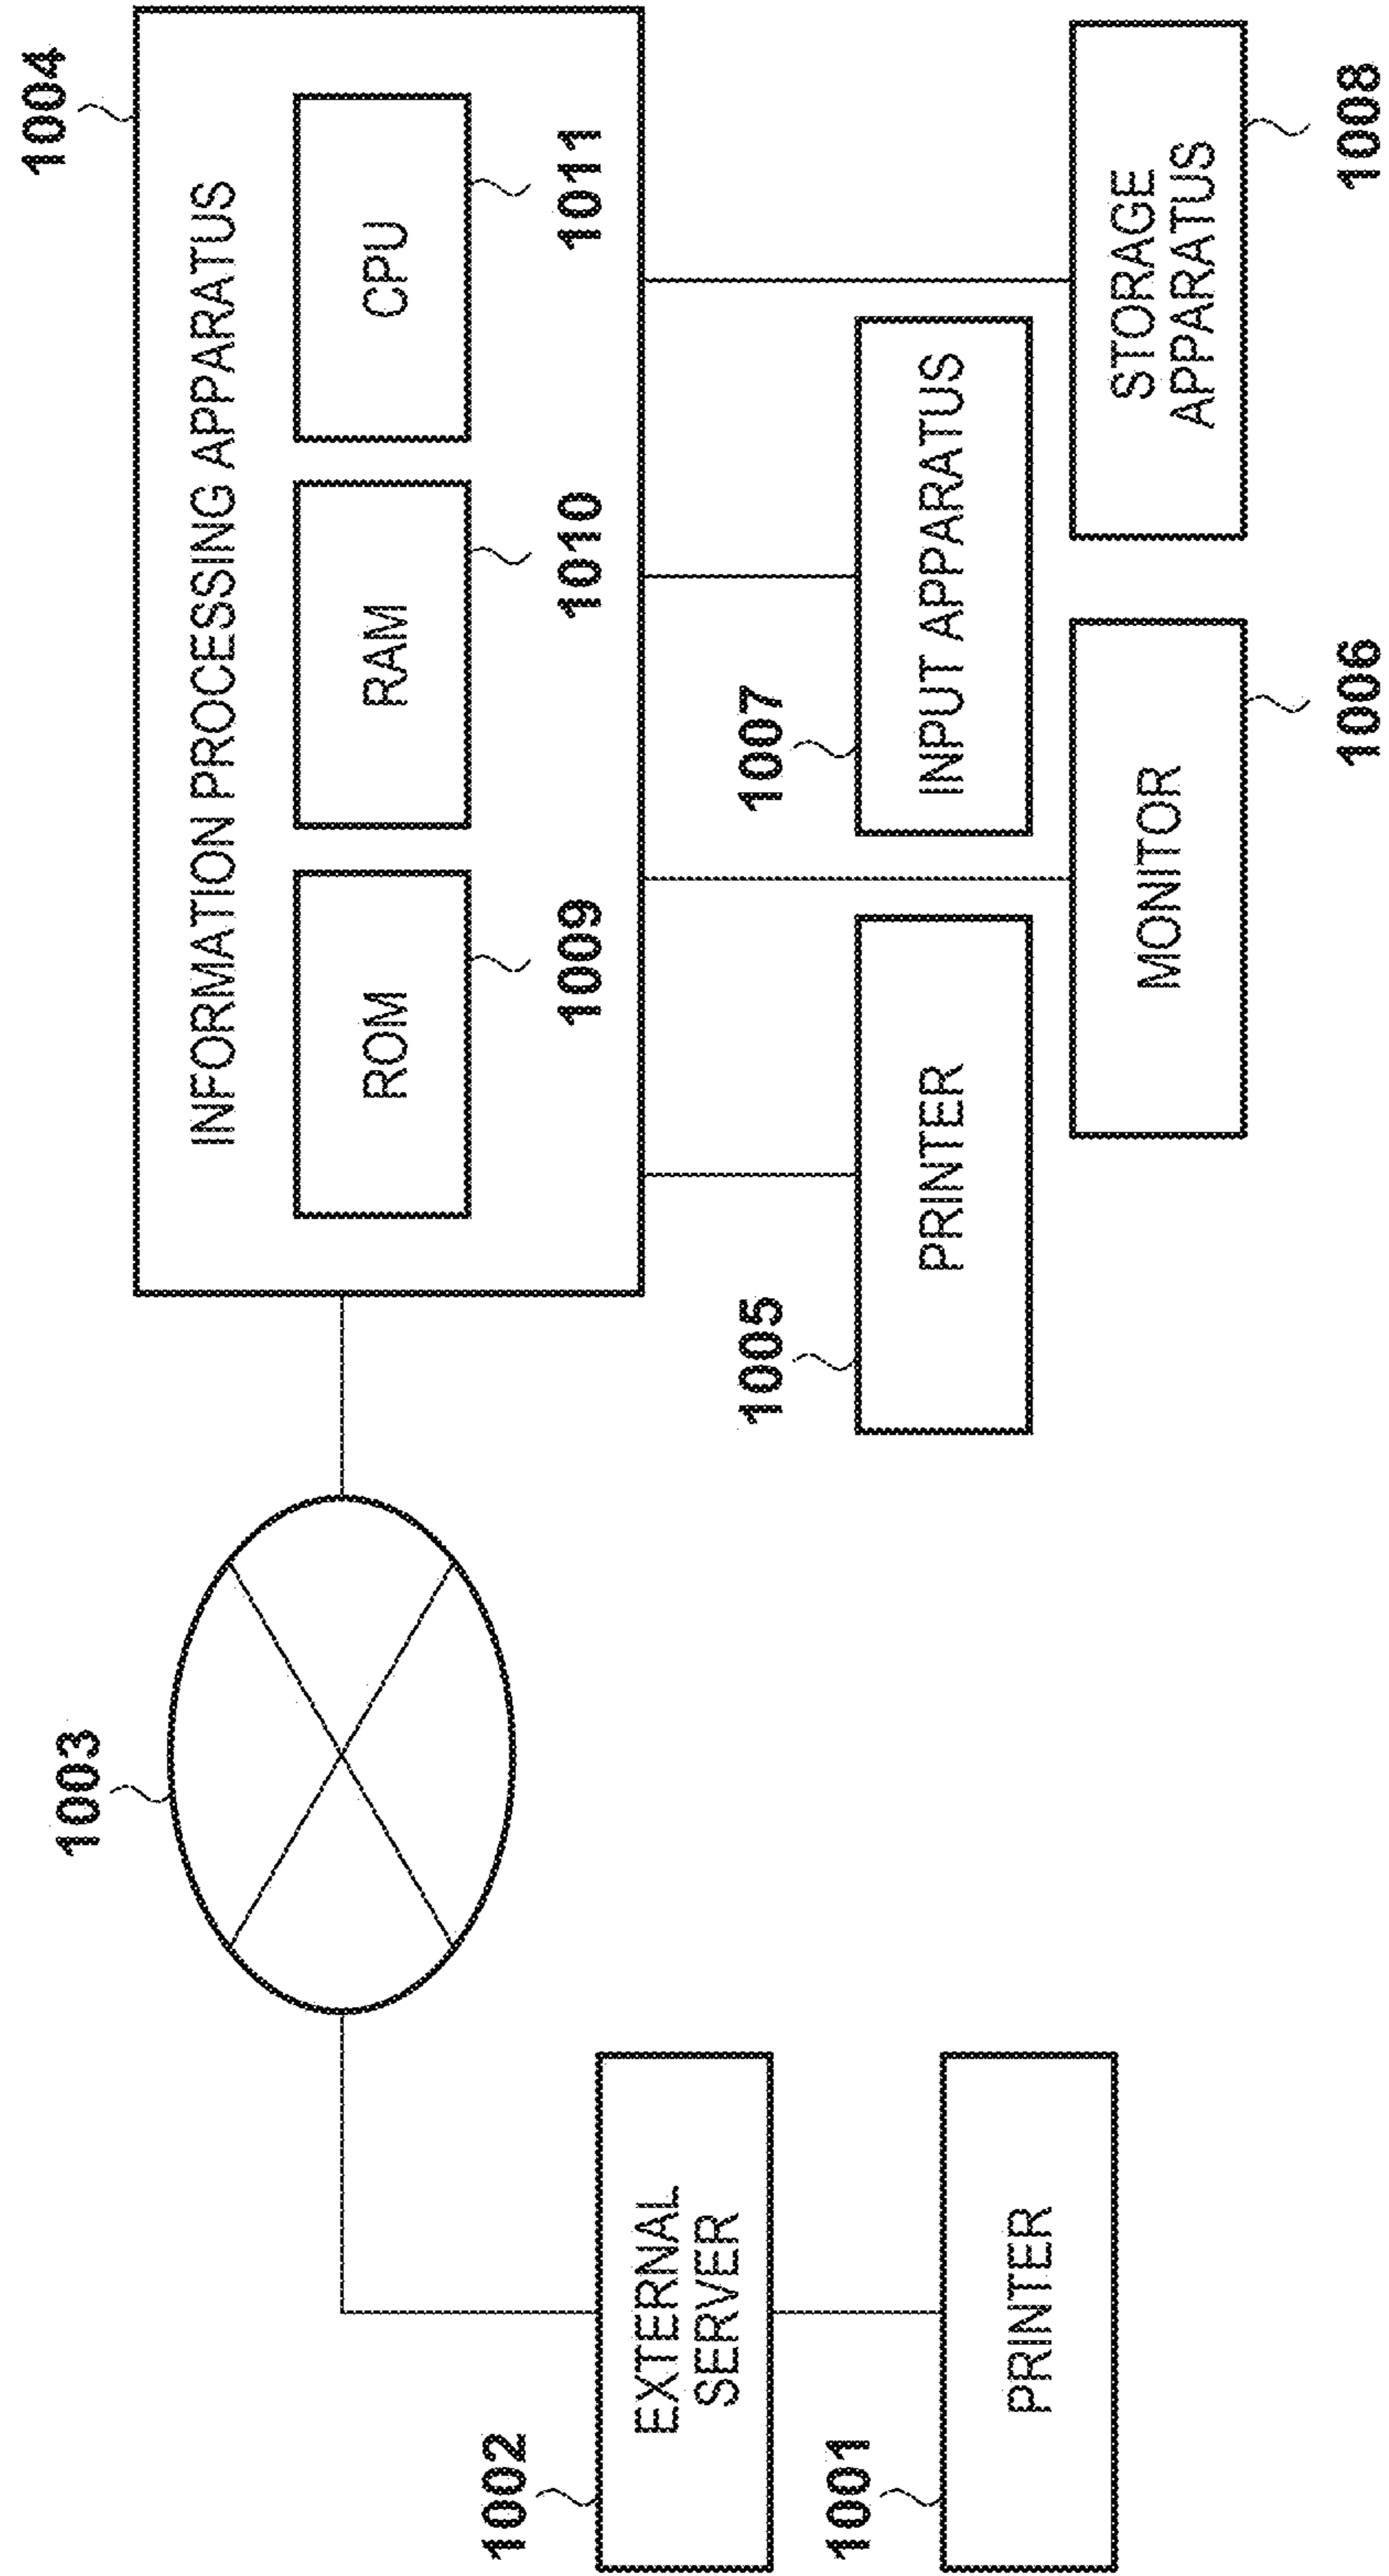 1004
INFORMATION PROCESSING APPARATUS
ROM
RAM
CPU
1009
1010
1011
1003
1002
EXTERNAL
SERVER
1001
PRINTER
1005
PRINTER
1007
INPUT APPARATUS
MONITOR
1006
STORAGE
APPARATUS
1008